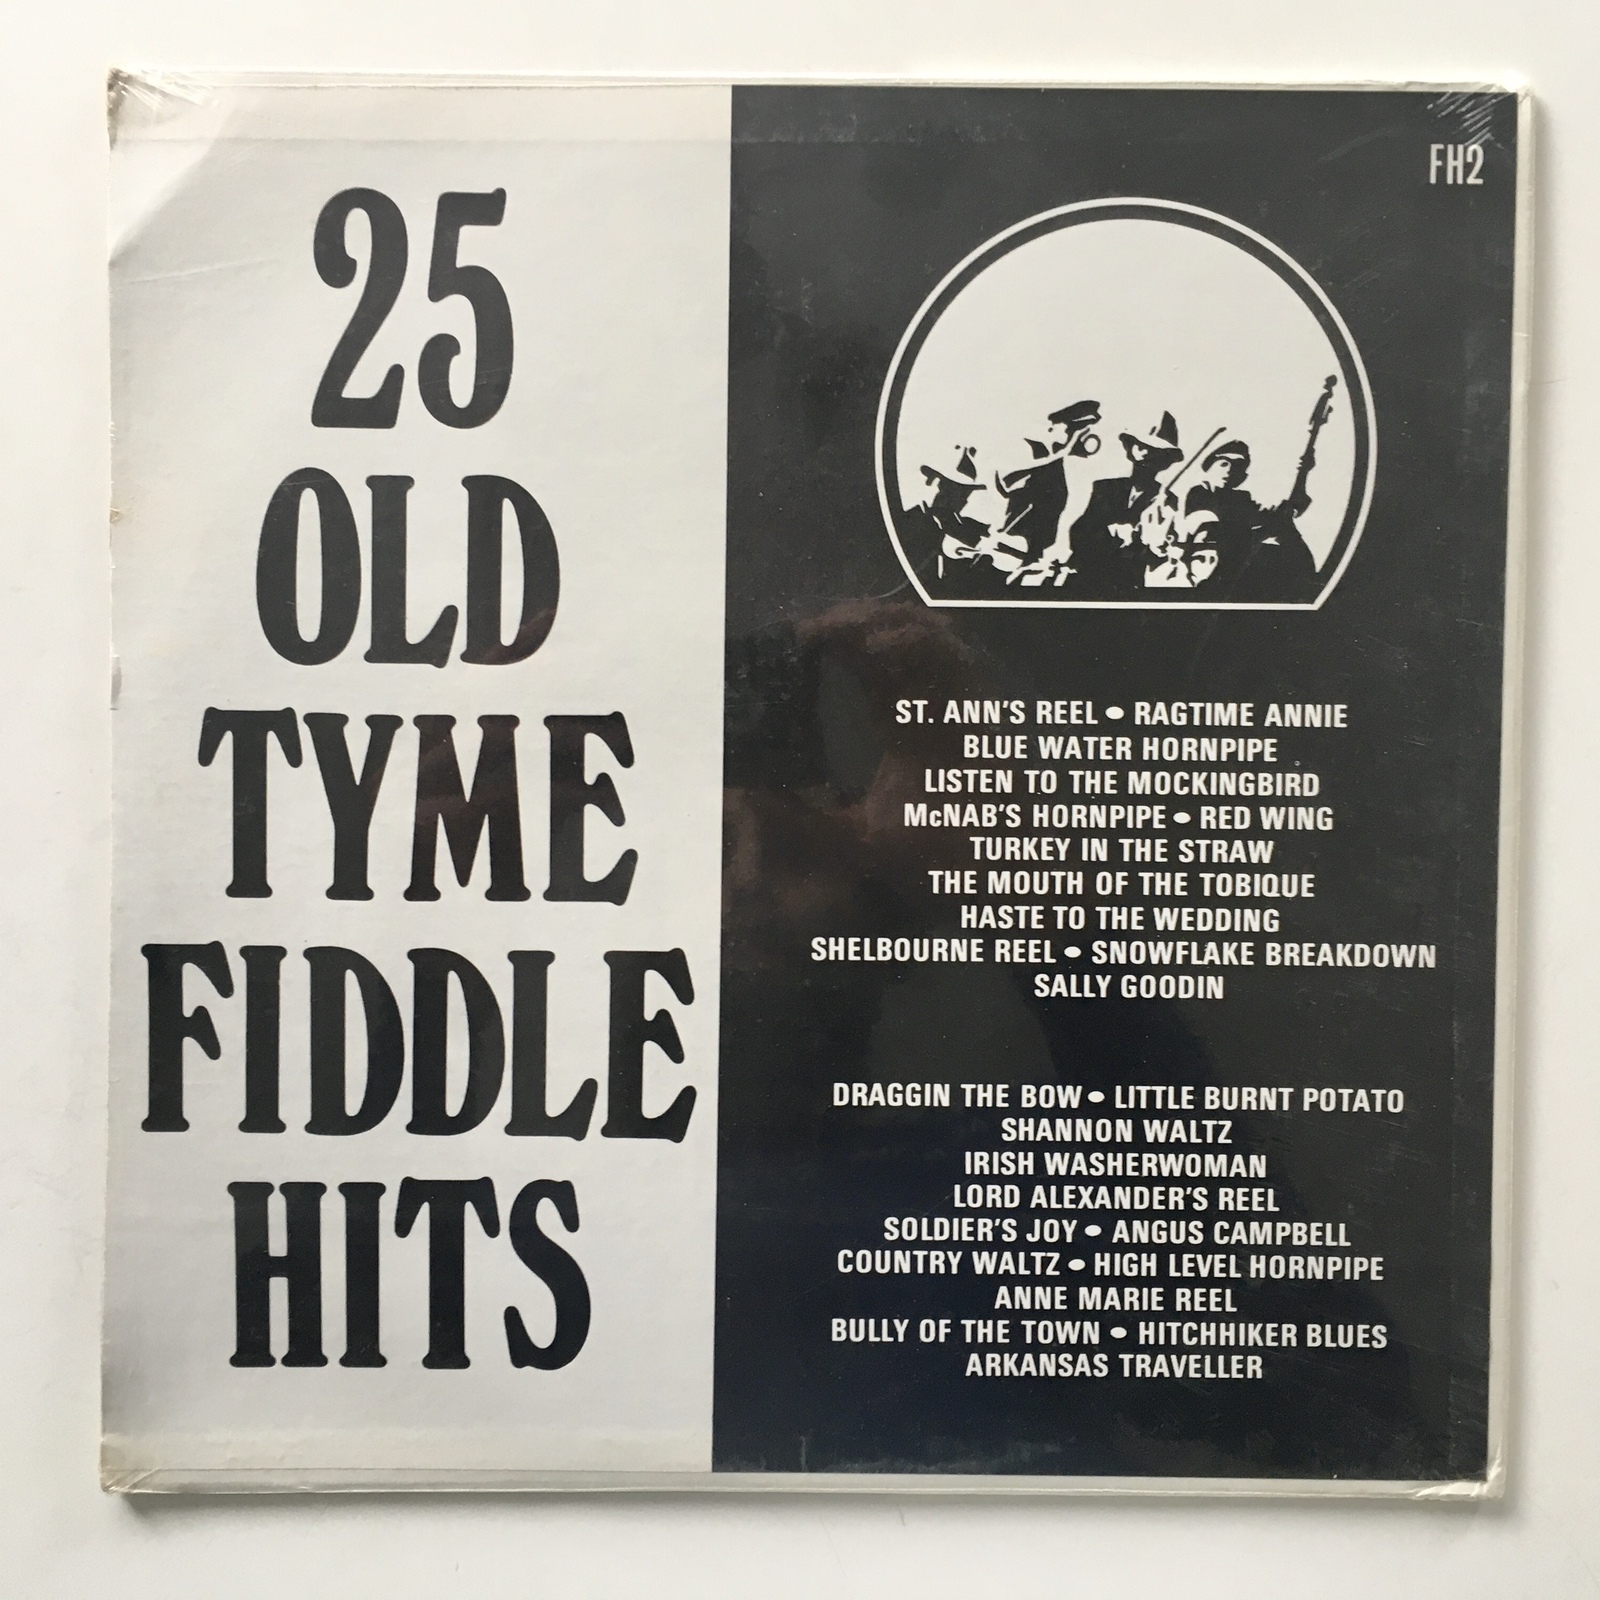 25
OLD
TYME
FIDDLE
HITS
FH2
ST. ANN'S REEL • RAGTIME ANNIE
BLUE WATER HORNPIPE
LISTEN TO THE MOCKINGBIRD
McNAB'S HORNPIPE • RED WING
TURKEY IN THE STRAW
THE MOUTH OF THE TOBIQUE
HASTE TO THE WEDDING
SHELBOURNE REEL • SNOWFLAKE BREAKDOWN
SALLY GOODIN
DRAGGIN THE BOW • LITTLE BURNT POTATO
SHANNON WALTZ
IRISH WASHERWOMAN
LORD ALEXANDER'S REEL
SOLDIER'S JOY • ANGUS CAMPBELL
COUNTRY WALTZ • HIGH LEVEL HORNPIPE
ANNE MARIE REEL
BULLY OF THE TOWN • HITCHHIKER BLUES
ARKANSAS TRAVELLER